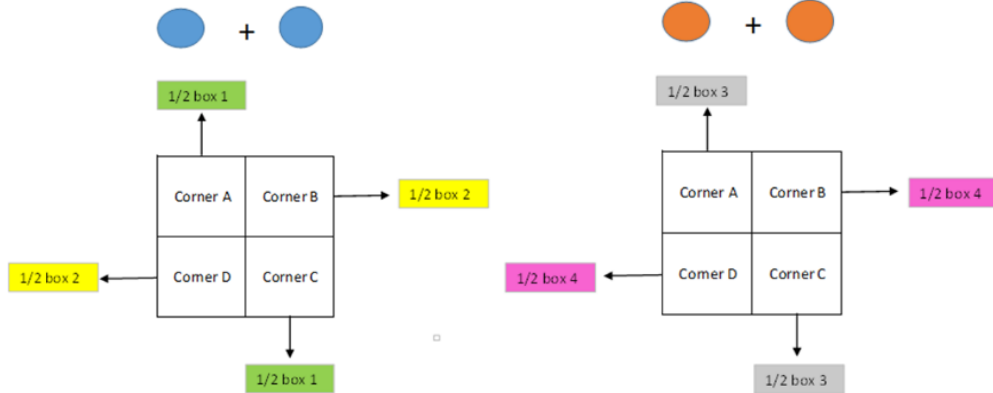 +
+
1/2 box 1
1/2 box 3
Corner A
Corner B
1/2 box 2
Corner A
Corner B
1/2 box 4
1/2 box 2
Corner D
Corner C
1/2 box 4
Corner D
Corner C
1/2 box 1
1/2 box 3